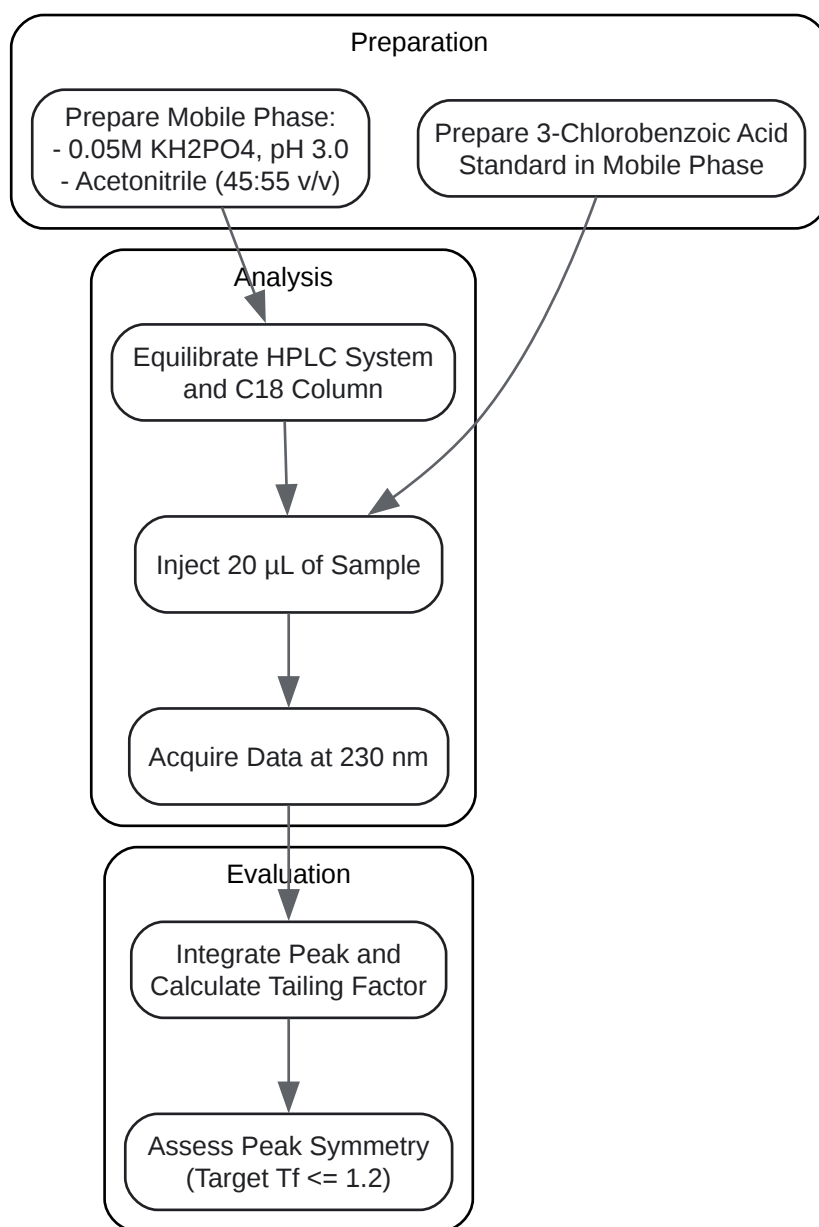 Preparation
Prepare Mobile Phase:
- 0.05M KH2PO4, pH 3.0
- Acetonitrile (45:55 v/v)
Prepare 3-Chlorobenzoic Acid
Standard in Mobile Phase
Analysis
Equilibrate HPLC System
and C18 Column
Inject 20 µL of Sample
Acquire Data at 230 nm
Evaluation
Integrate Peak and
Calculate Tailing Factor
Assess Peak Symmetry
(Target Tf <= 1.2)